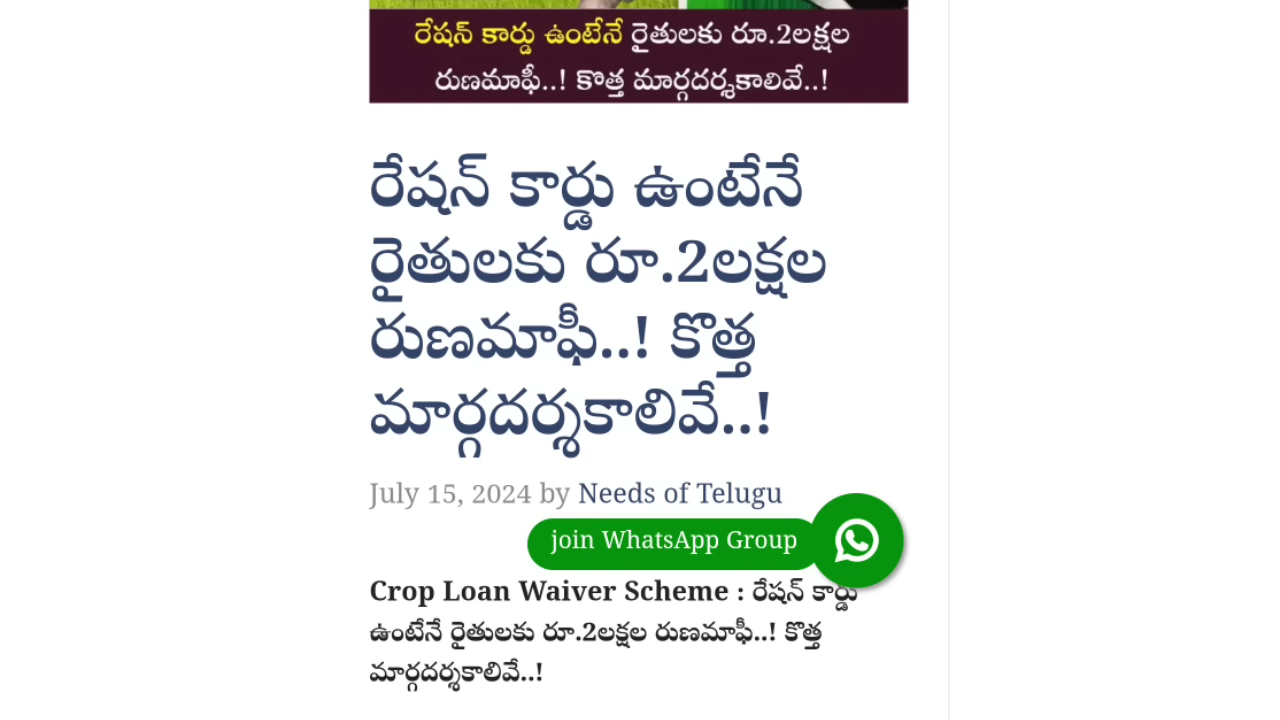 రేషన్ కార్డు ఉంటేనే రైతులకు రూ.2లక్షల
రుణమాఫీ..! కొత్త మార్గదర్శకాలివే..!
రేషన్ కార్డు ఉంటేనే
రైతులకు రూ.2లక్షల
రుణమాఫీ..! కొత్త
మార్గదర్శకాలివే..!
July 15, 2024 by Needs of Telugu
join WhatsApp Group
Crop Loan Waiver Scheme : రేషన్ కార్డు
ఉంటేనే రైతులకు రూ.2లక్షల రుణమాఫీ..! కొత్త
మార్గదర్శకాలివే..!